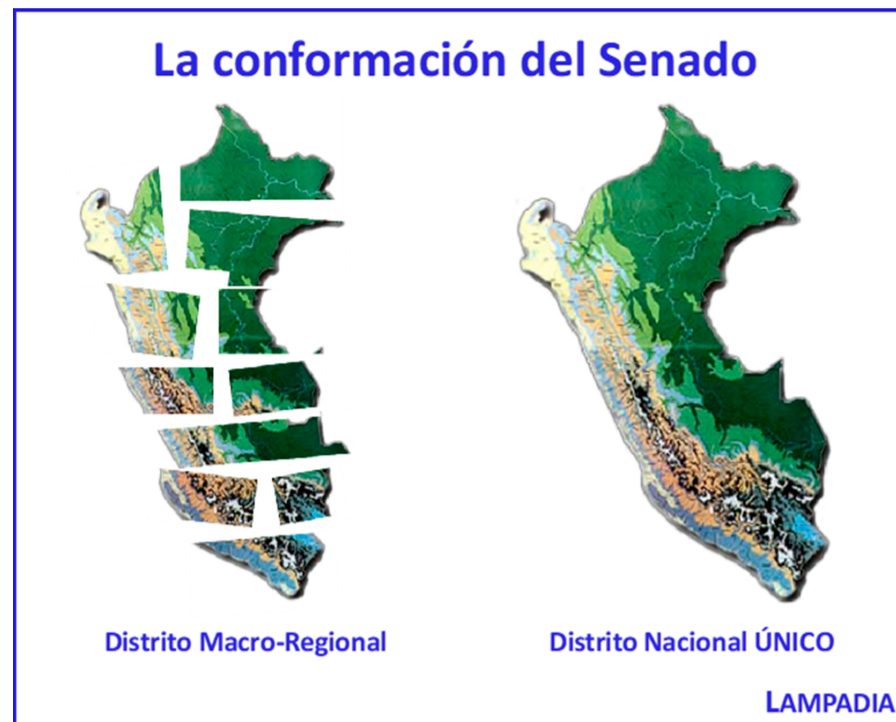 La conformación del Senado
Distrito Macro-Regional
Distrito Nacional ÚNICO
LAMPADIA